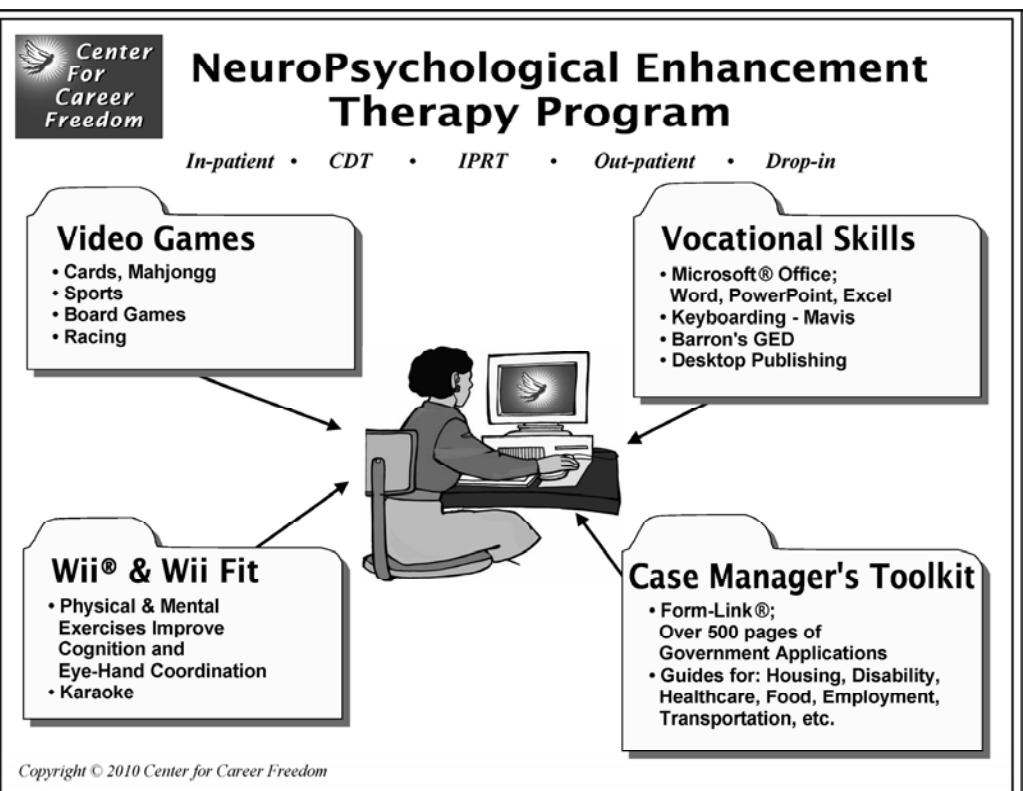 Center
For
Career
Freedom
NeuroPsychological Enhancement
Therapy Program
In-patient • CDT • IPRT • Out-patient • Drop-in
Video Games
• Cards, Mahjongg
• Sports
• Board Games
• Racing
Vocational Skills
• Microsoft® Office;
Word, PowerPoint, Excel
• Keyboarding - Mavis
• Barron's GED
• Desktop Publishing
Wii® & Wii Fit
• Physical & Mental
Exercises Improve
Cognition and
Eye-Hand Coordination
• Karaoke
Case Manager's Toolkit
• Form-Link®;
Over 500 pages of
Government Applications
• Guides for: Housing, Disability,
Healthcare, Food, Employment,
Transportation, etc.
Copyright © 2010 Center for Career Freedom